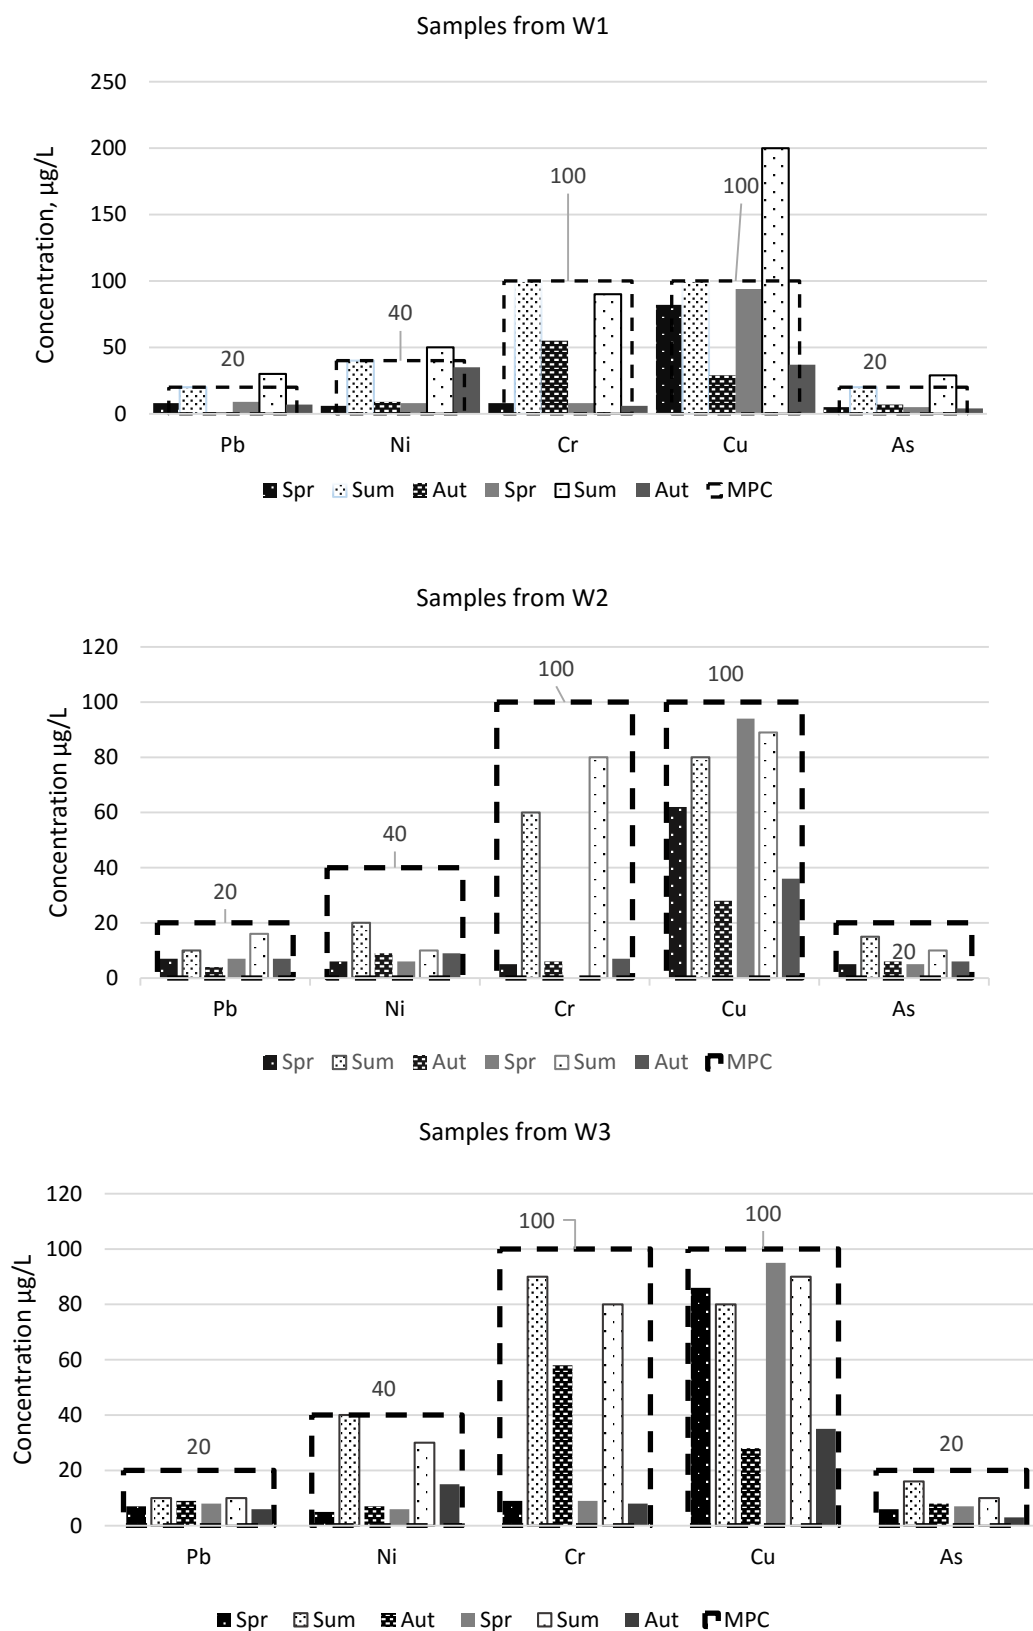 Samples from W1
Concentration, µg/L
250
200
150
100
50
0
20
40
100
100
20
Pb Ni Cr Cu As
Spr Sum Aut Spr Sum Aut MPC
Samples from W2
Concentration µg/L
120
100
80
60
40
20
0
20
40
100
100
20
Pb Ni Cr Cu As
Spr Sum Aut Spr Sum Aut MPC
Samples from W3
Concentration µg/L
120
100
80
60
40
20
0
20
40
100
100
20
Pb Ni Cr Cu As
Spr Sum Aut Spr Sum Aut MPC